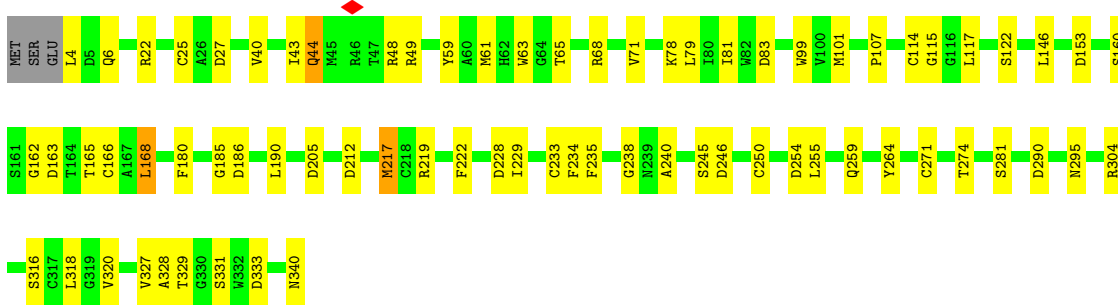 MET SER GLU L4 D5 Q6 R22 C25 A26 D27 V40 I43 Q44 M45 R46 T47 R48 R49 Y59 A60 M61 H62 W63 G64 T65 R68 V71 K78 L79 I80 I81 W82 D83 W99 V100 M101 P107 C114 G115 G116 L117 S122 L146 D153 S160
S161 G162 D163 T164 T165 C166 A167 L168 F180 G185 D186 L190 D205 D212 M217 C218 R219 F222 D228 I229 C233 F234 F235 G238 N239 A240 S245 D246 C250 D254 L255 Q259 Y264 C271 T274 S281 D290 N295 R304
S316 C317 L318 G319 V320 V327 A328 T329 G330 S331 W332 D333 N340